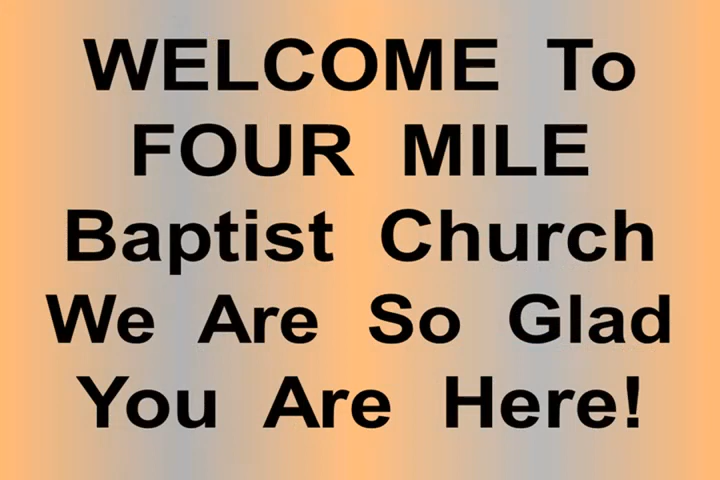 WELCOME To
FOUR MILE
Baptist Church
We Are So Glad
You Are Here!